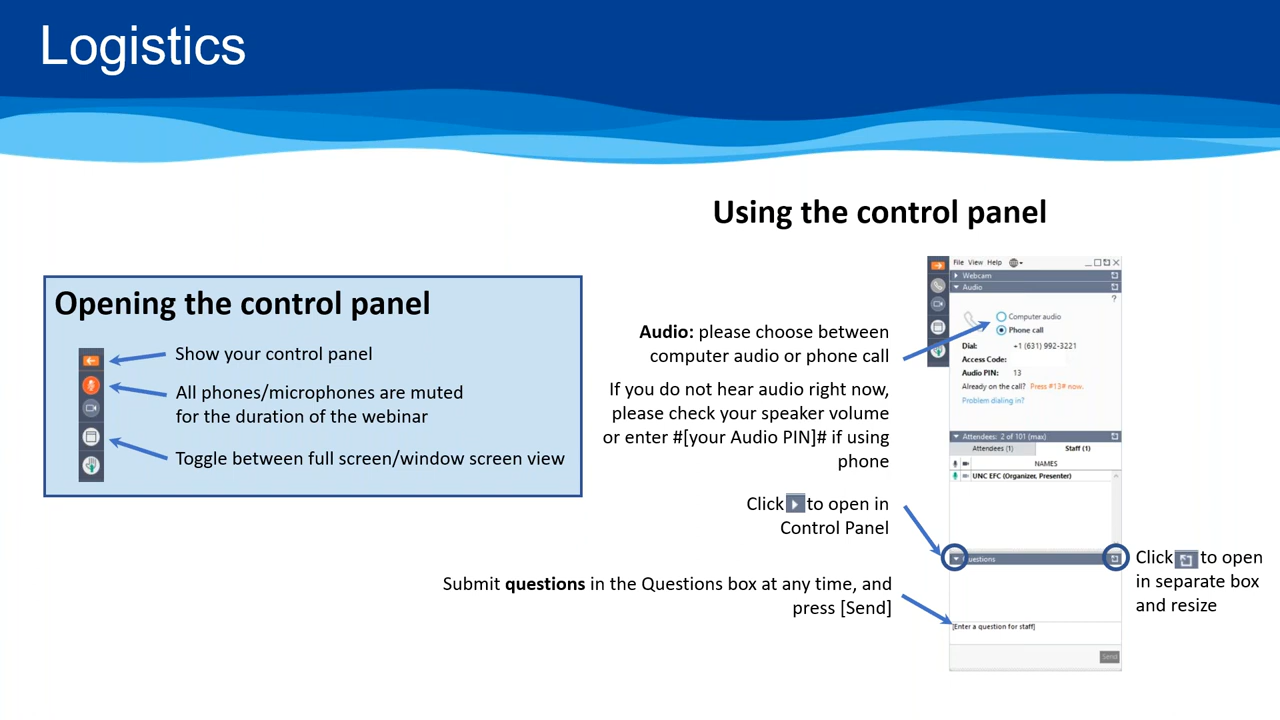 Logistics
Using the control panel
Opening the control panel
Show your control panel
All phones/microphones are muted
for the duration of the webinar
Toggle between full screen/window screen view
Audio: please choose between
computer audio or phone call
If you do not hear audio right now,
please check your speaker volume
or enter #[your Audio PIN]# if using
phone
Click to open in
Control Panel
Submit questions in the Questions box at any time, and
press [Send]
File View Help
Webcam
Audio
?
Computer audio
Phone call
Dial: +1 (631) 992-3221
Access Code:
Audio PIN: 13
Already on the call? Press #13# now.
Problem dialing in?
Attendees: 2 of 101 (max)
Attendees (1) Staff (1)
NAMES
UNC EFC (Organizer, Presenter)
Questions
[Enter a question for staff]
Send
Click to open
in separate box
and resize